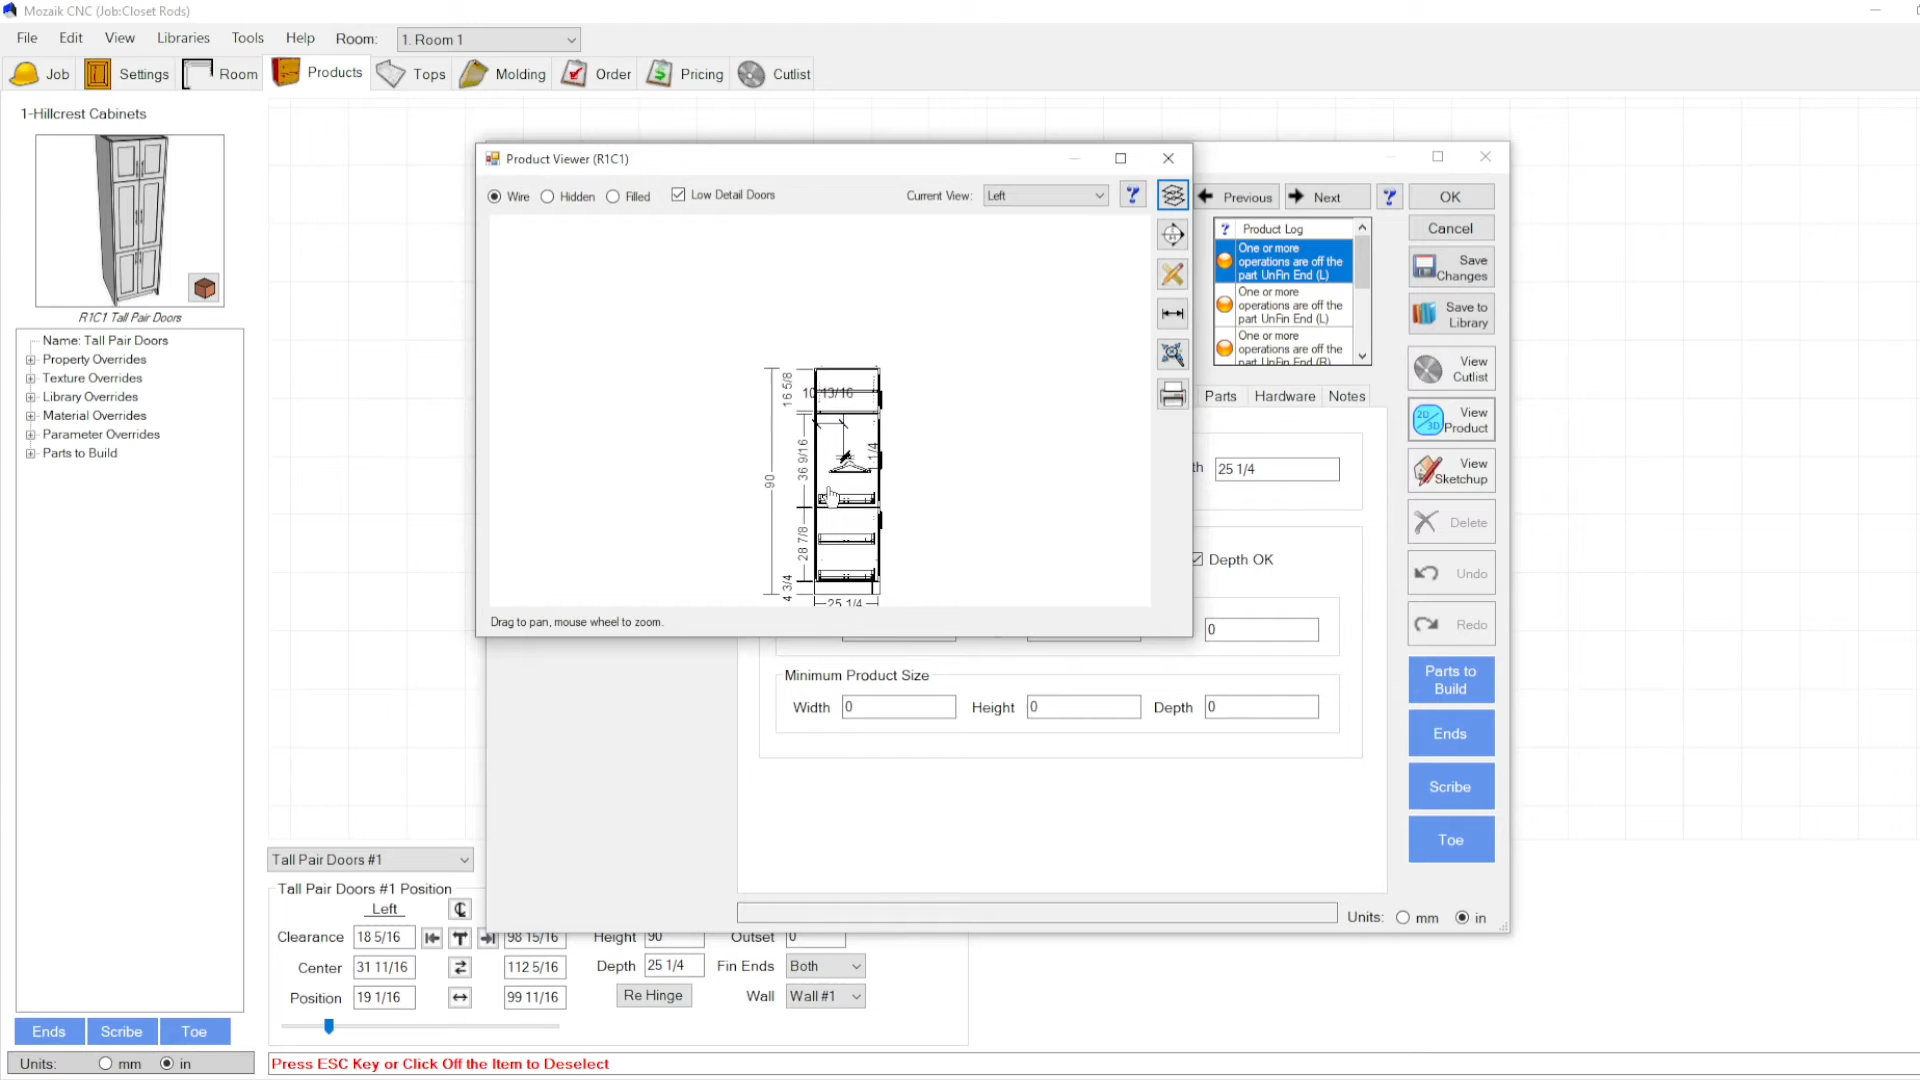 Mozaik CNC (Job:Closet Rods)
File Edit View Libraries Tools Help Room: 1. Room 1
Job Settings Room Products Tops Molding Order Pricing Cutlist
1-Hillcrest Cabinets
R1C1 Tall Pair Doors
Name: Tall Pair Doors
Property Overrides
Texture Overrides
Library Overrides
Material Overrides
Parameter Overrides
Parts to Build
Ends Scribe Toe
Units: mm in
Product Viewer (R1C1)
Wire Hidden Filled Low Detail Doors Current View: Left
16 5/8
10 13/16
36 9/16
1/4
90
28 7/8
4 3/4
25 1/4
Drag to pan, mouse wheel to zoom.
Previous Next OK
Product Log
One or more
operations are off the
part UnFin End (L)
One or more
operations are off the
part UnFin End (L)
One or more
operations are off the
part UnFin End (R)
Cancel
Save
Changes
Save to
Library
View
Cutlist
2D/3D
View
Product
View
Sketchup
Delete
Undo
Redo
Parts to
Build
Ends
Scribe
Toe
Parts Hardware Notes
th 25 1/4
Depth OK
0
Minimum Product Size
Width 0 Height 0 Depth 0
Units: mm in
Tall Pair Doors #1
Tall Pair Doors #1 Position
Left
Clearance 18 5/16 98 15/16 Height 90 Outset 0
Center 31 11/16 112 5/16 Depth 25 1/4 Fin Ends Both
Position 19 1/16 99 11/16 Re Hinge Wall Wall #1
Press ESC Key or Click Off the Item to Deselect